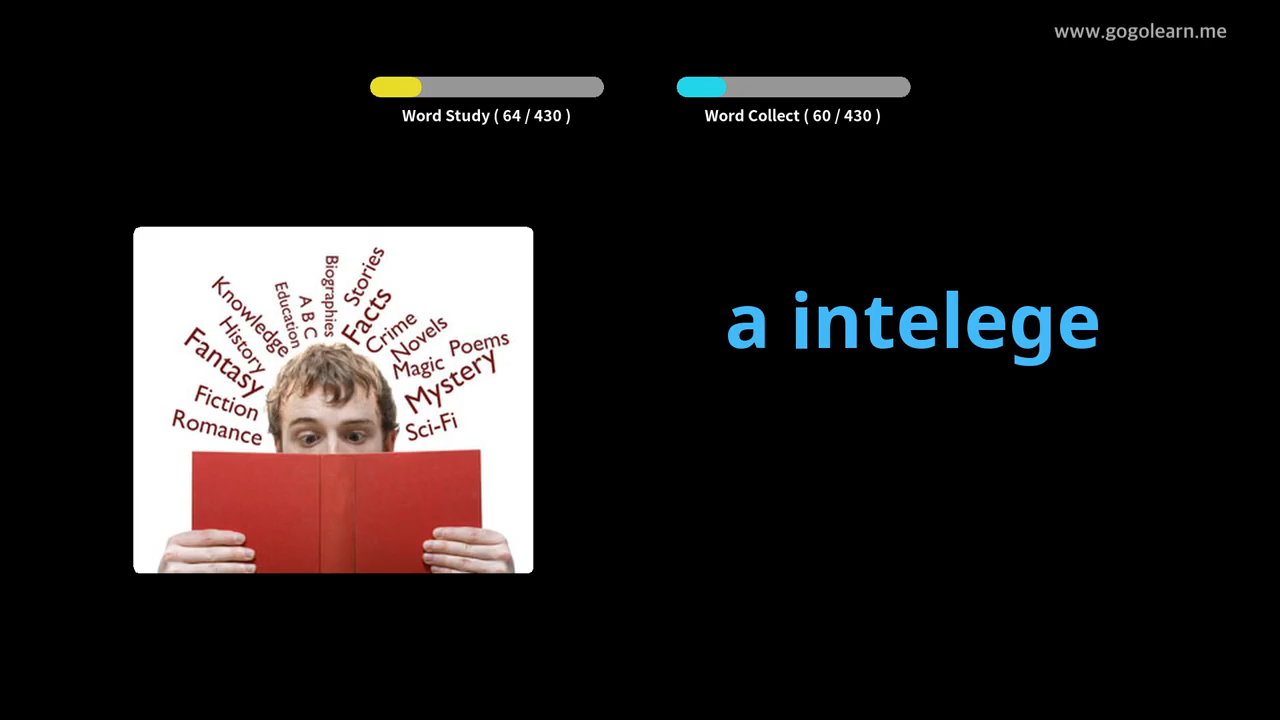 www.gogolearn.me
Word Study ( 64 / 430 )
Word Collect ( 60 / 430 )
a intelege
Knowledge
History
Fantasy
Fiction
Romance
Education
A B C
Biographies
Stories
Facts
Crime
Novels
Magic
Poems
Mystery
Sci-Fi